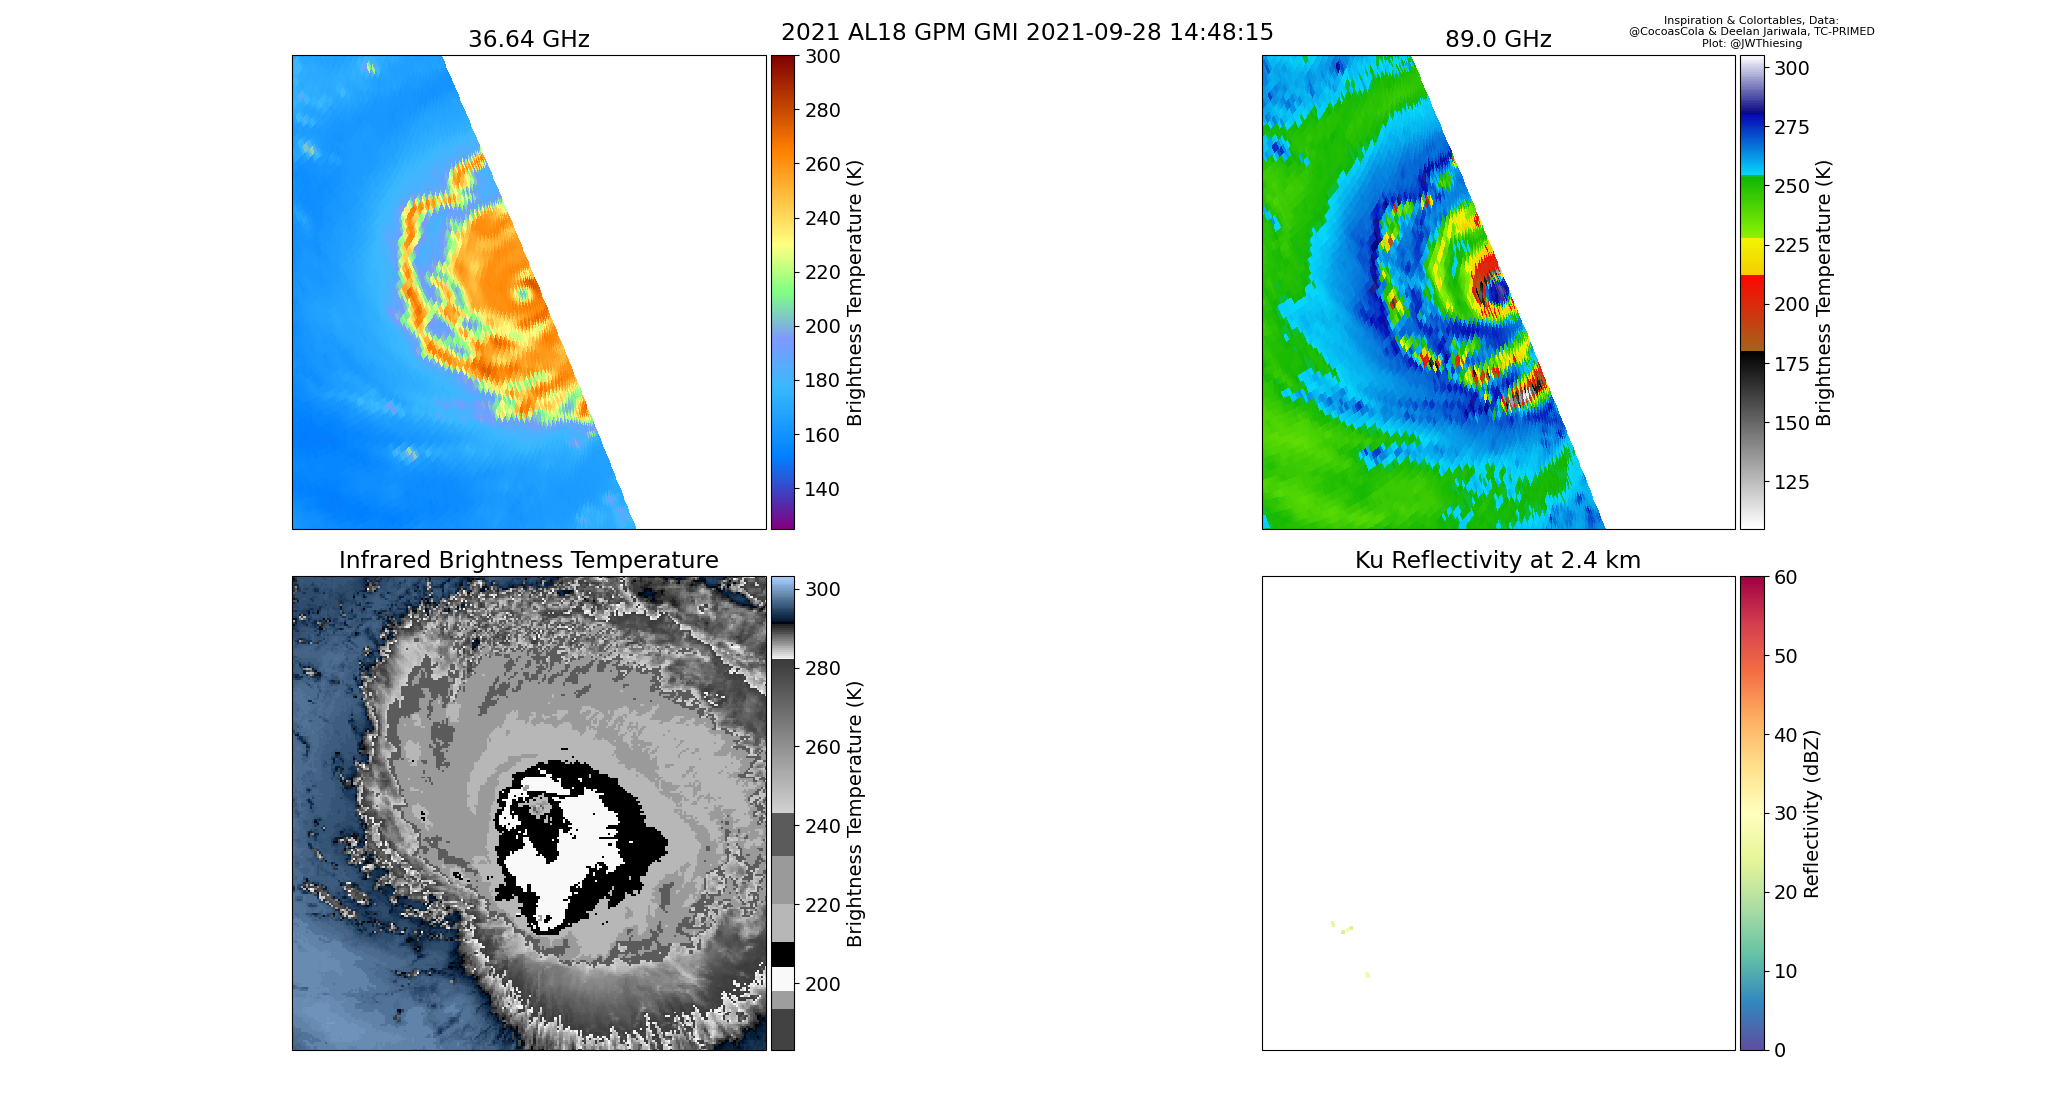 2021 AL18 GPM GMI 2021-09-28 14:48:15
Inspiration & Colortables, Data:
@CocoasCola & Deelan Jariwala, TC-PRIMED
Plot: @JWThiesing
36.64 GHz
300
280
260
240
220
200
180
160
140
Brightness Temperature (K)
89.0 GHz
300
275
250
225
200
175
150
125
Brightness Temperature (K)
Infrared Brightness Temperature
300
280
260
240
220
200
Brightness Temperature (K)
Ku Reflectivity at 2.4 km
60
50
40
30
20
10
0
Reflectivity (dBZ)